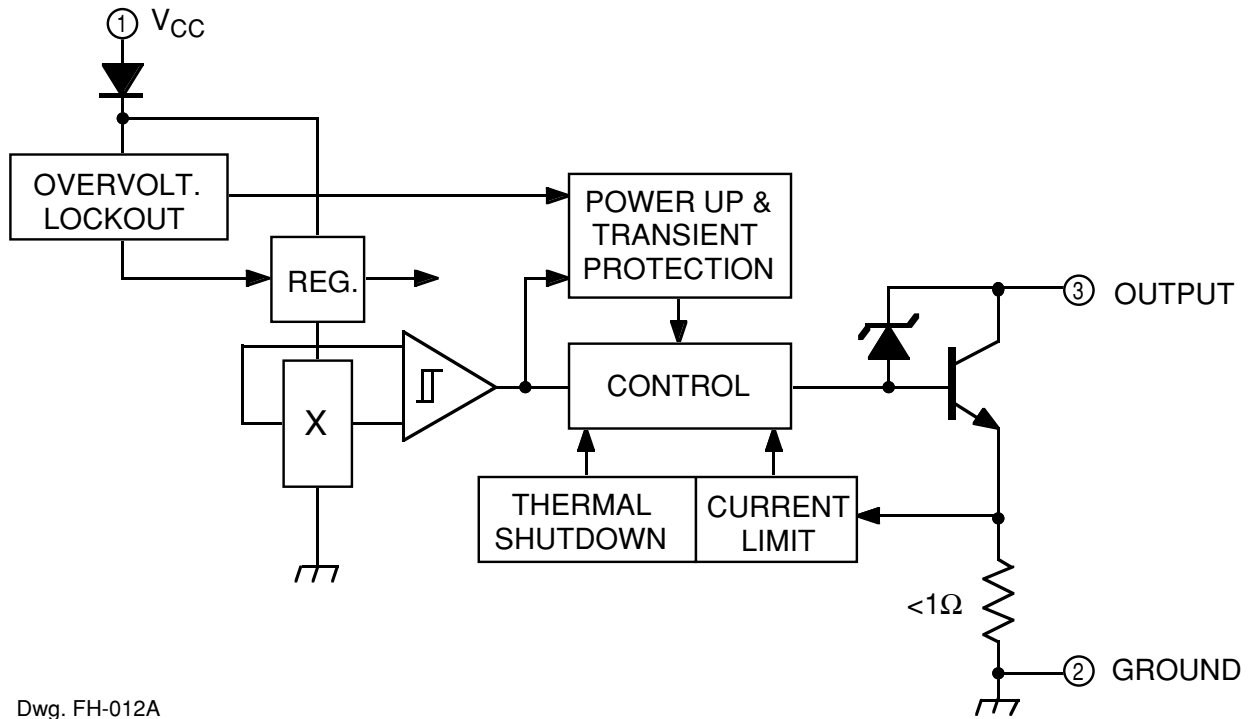 1 VCC
OVERVOLT.
LOCKOUT
POWER UP &
TRANSIENT
PROTECTION
REG.
3 OUTPUT
CONTROL
X
THERMAL
SHUTDOWN
CURRENT
LIMIT
<1Ω
2 GROUND
Dwg. FH-012A